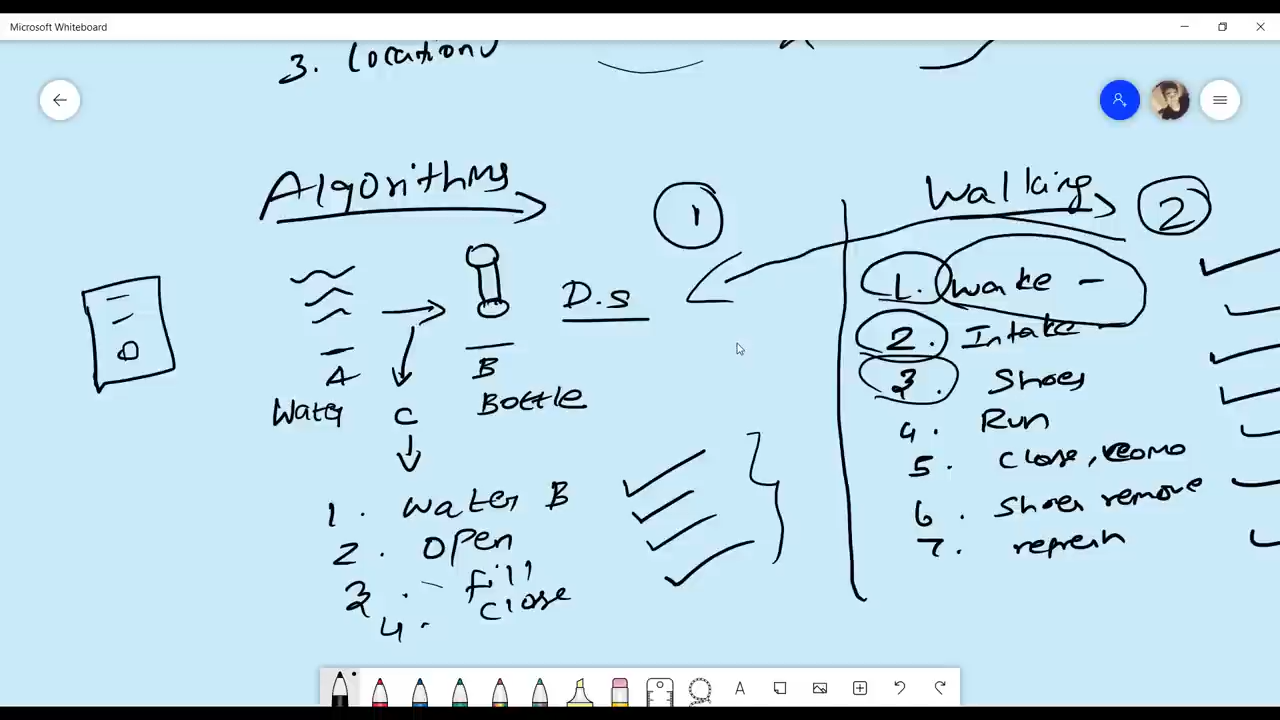 Microsoft Whiteboard
3. Location
Algorithms
1
Walking
2
D.S
A
B
Water
C
Bottle
1. Water B
2. Open
3. fill
4. Close
1. Wake -
2. Intake
3. Shoes
4. Run
5. Close,
6. Shoes remove
7. refresh
A